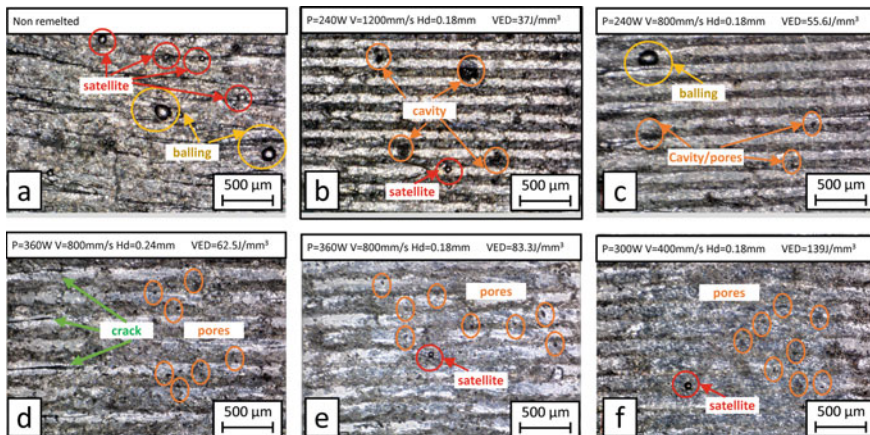 Non remelted
satellite
balling
a
500 µm
P=240W V=1200mm/s Hd=0.18mm VED=37J/mm³
cavity
satellite
b
500 µm
P=240W V=800mm/s Hd=0.18mm VED=55.6J/mm³
balling
Cavity/pores
c
500 µm
P=360W V=800mm/s Hd=0.24mm VED=62.5J/mm³
crack
pores
d
500 µm
P=360W V=800mm/s Hd=0.18mm VED=83.3J/mm³
pores
satellite
e
500 µm
P=300W V=400mm/s Hd=0.18mm VED=139J/mm³
pores
satellite
f
500 µm